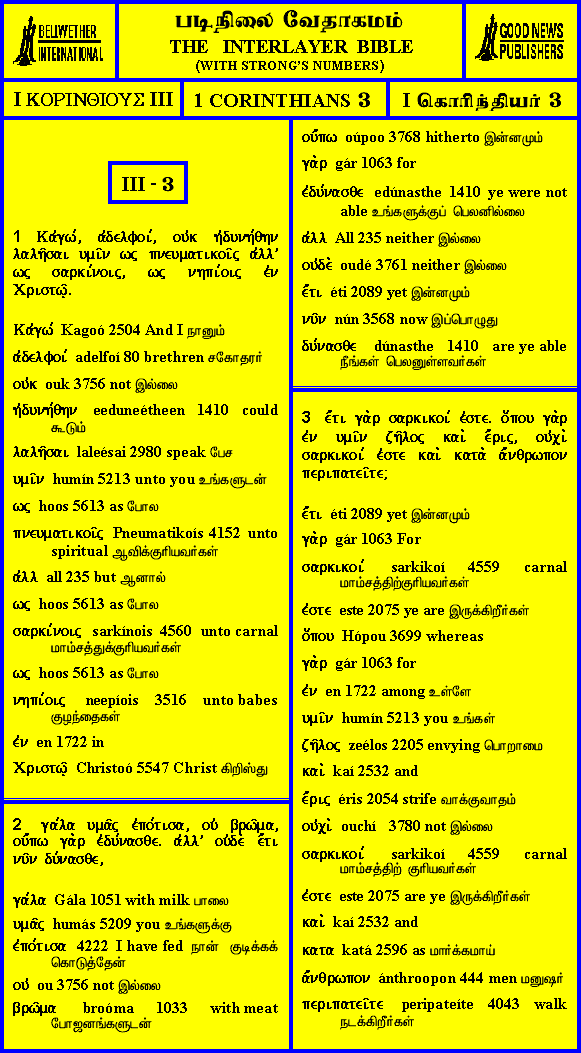 BELLWETHER
INTERNATIONAL
படிநிலை வேதாகமம்
THE INTERLAYER BIBLE
(WITH STRONG'S NUMBERS)
GOOD NEWS
PUBLISHERS
I ΚΟΡΙΝΘΙΟΥΣ III
1 CORINTHIANS 3
I கொரிந்தியர் 3
III - 3
1 Κἀγώ, ἀδελφοί, οὐκ ἠδυνήθην
λαλῆσαι υμῖν ως πνευματικοῖς ἀλλ’
ως σαρκίνοις, ως νηπίοις ἐν
Χριστῷ.
Κἀγώ Kagoó 2504 And I நானும்
ἀδελφοί adelfoí 80 brethren சகோதரர்
οὐκ ouk 3756 not இல்லை
ἠδυνήθην eeduneétheen 1410 could
கூடும்
λαλῆσαι laleésai 2980 speak பேச
υμῖν humín 5213 unto you உங்களுடன்
ως hoos 5613 as போல
πνευματικοῖς Pneumatikoís 4152 unto
spiritual ஆவிக்குரியவர்கள்
ἀλλ all 235 but ஆனால்
ως hoos 5613 as போல
σαρκίνοις sarkínois 4560 unto carnal
மாம்சத்துக்குரியவர்கள்
ως hoos 5613 as போல
νηπίοις neepíois 3516 unto babes
குழந்தைகள்
ἐν en 1722 in
Χριστῷ Christoó 5547 Christ கிறிஸ்து
2 γάλα υμᾶς ἐπότισα, οὐ βρῶμα,
οὔπω γὰρ ἐδύνασθε. ἀλλ’ οὐδὲ ἔτι
νῦν δύνασθε,
γάλα Gála 1051 with milk பாலை
υμᾶς humás 5209 you உங்களுக்கு
ἐπότισα 4222 I have fed நான் குடிக்கக்
கொடுத்தேன்
οὐ ou 3756 not இல்லை
βρῶμα broóma 1033 with meat
போஜனங்களுடன்
οὔπω oúpoo 3768 hitherto இன்னமும்
γὰρ gár 1063 for
ἐδύνασθε edúnasthe 1410 ye were not
able உங்களுக்குப் பெலனில்லை
ἀλλ All 235 neither இல்லை
οὐδὲ oudé 3761 neither இல்லை
ἔτι éti 2089 yet இன்னமும்
νῦν nún 3568 now இப்பொழுது
δύνασθε dúnasthe 1410 are ye able
நீங்கள் பெலனுள்ளவர்கள்
3 ἔτι γὰρ σαρκικοί ἐστε. ὅπου γὰρ
ἐν υμῖν ζῆλος καὶ ἔρις, οὐχὶ
σαρκικοί ἐστε καὶ κατὰ ἄνθρωπον
περιπατεῖτε;
ἔτι éti 2089 yet இன்னமும்
γὰρ gár 1063 For
σαρκικοί sarkikoí 4559 carnal
மாம்சத்திற்குரியவர்கள்
ἐστε este 2075 ye are இருக்கிறீர்கள்
ὅπου Hópou 3699 whereas
γὰρ gár 1063 for
ἐν en 1722 among உள்ளே
υμῖν humín 5213 you உங்கள்
ζῆλος zeélos 2205 envying பொறாமை
καὶ kaí 2532 and
ἔρις éris 2054 strife வாக்குவாதம்
οὐχὶ ouchí 3780 not இல்லை
σαρκικοί sarkikoí 4559 carnal
மாம்சத்திற் குரியவர்கள்
ἐστε este 2075 are ye இருக்கிறீர்கள்
καὶ kaí 2532 and
κατα katá 2596 as மார்க்கமாய்
ἄνθρωπον ánthroopon 444 men மனுஷர்
περιπατεῖτε peripateíte 4043 walk
நடக்கிறீர்கள்